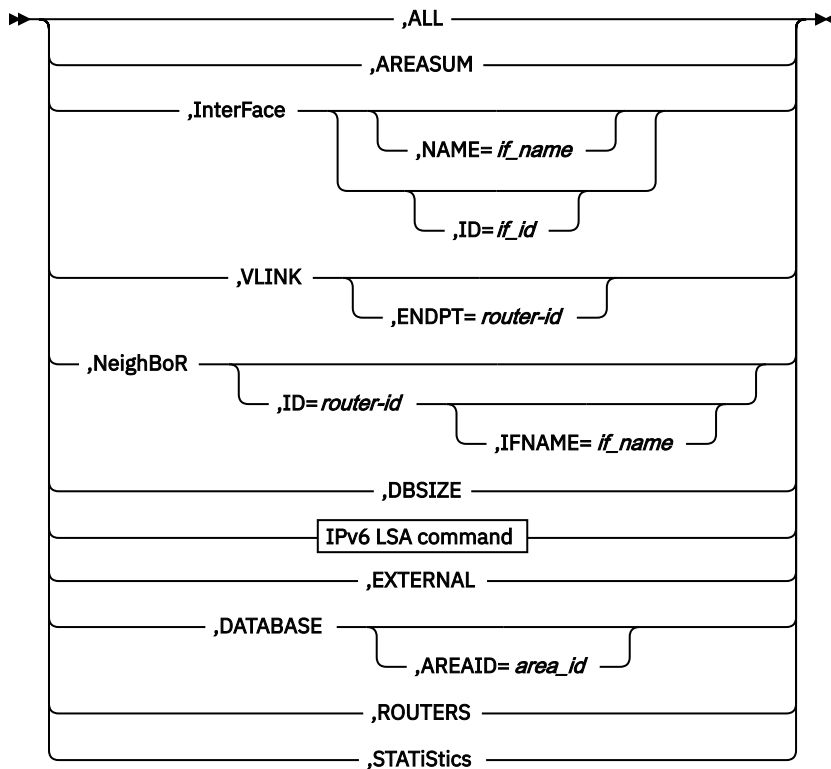 ,ALL
,AREASUM
,InterFace
,NAME= if_name
,ID= if_id
,VLINK
,ENDPT= router-id
,NeighBoR
,ID= router-id
,IFNAME= if_name
,DBSIZE
IPv6 LSA command
,EXTERNAL
,DATABASE
,AREAID= area_id
,ROUTERS
,STATiStics